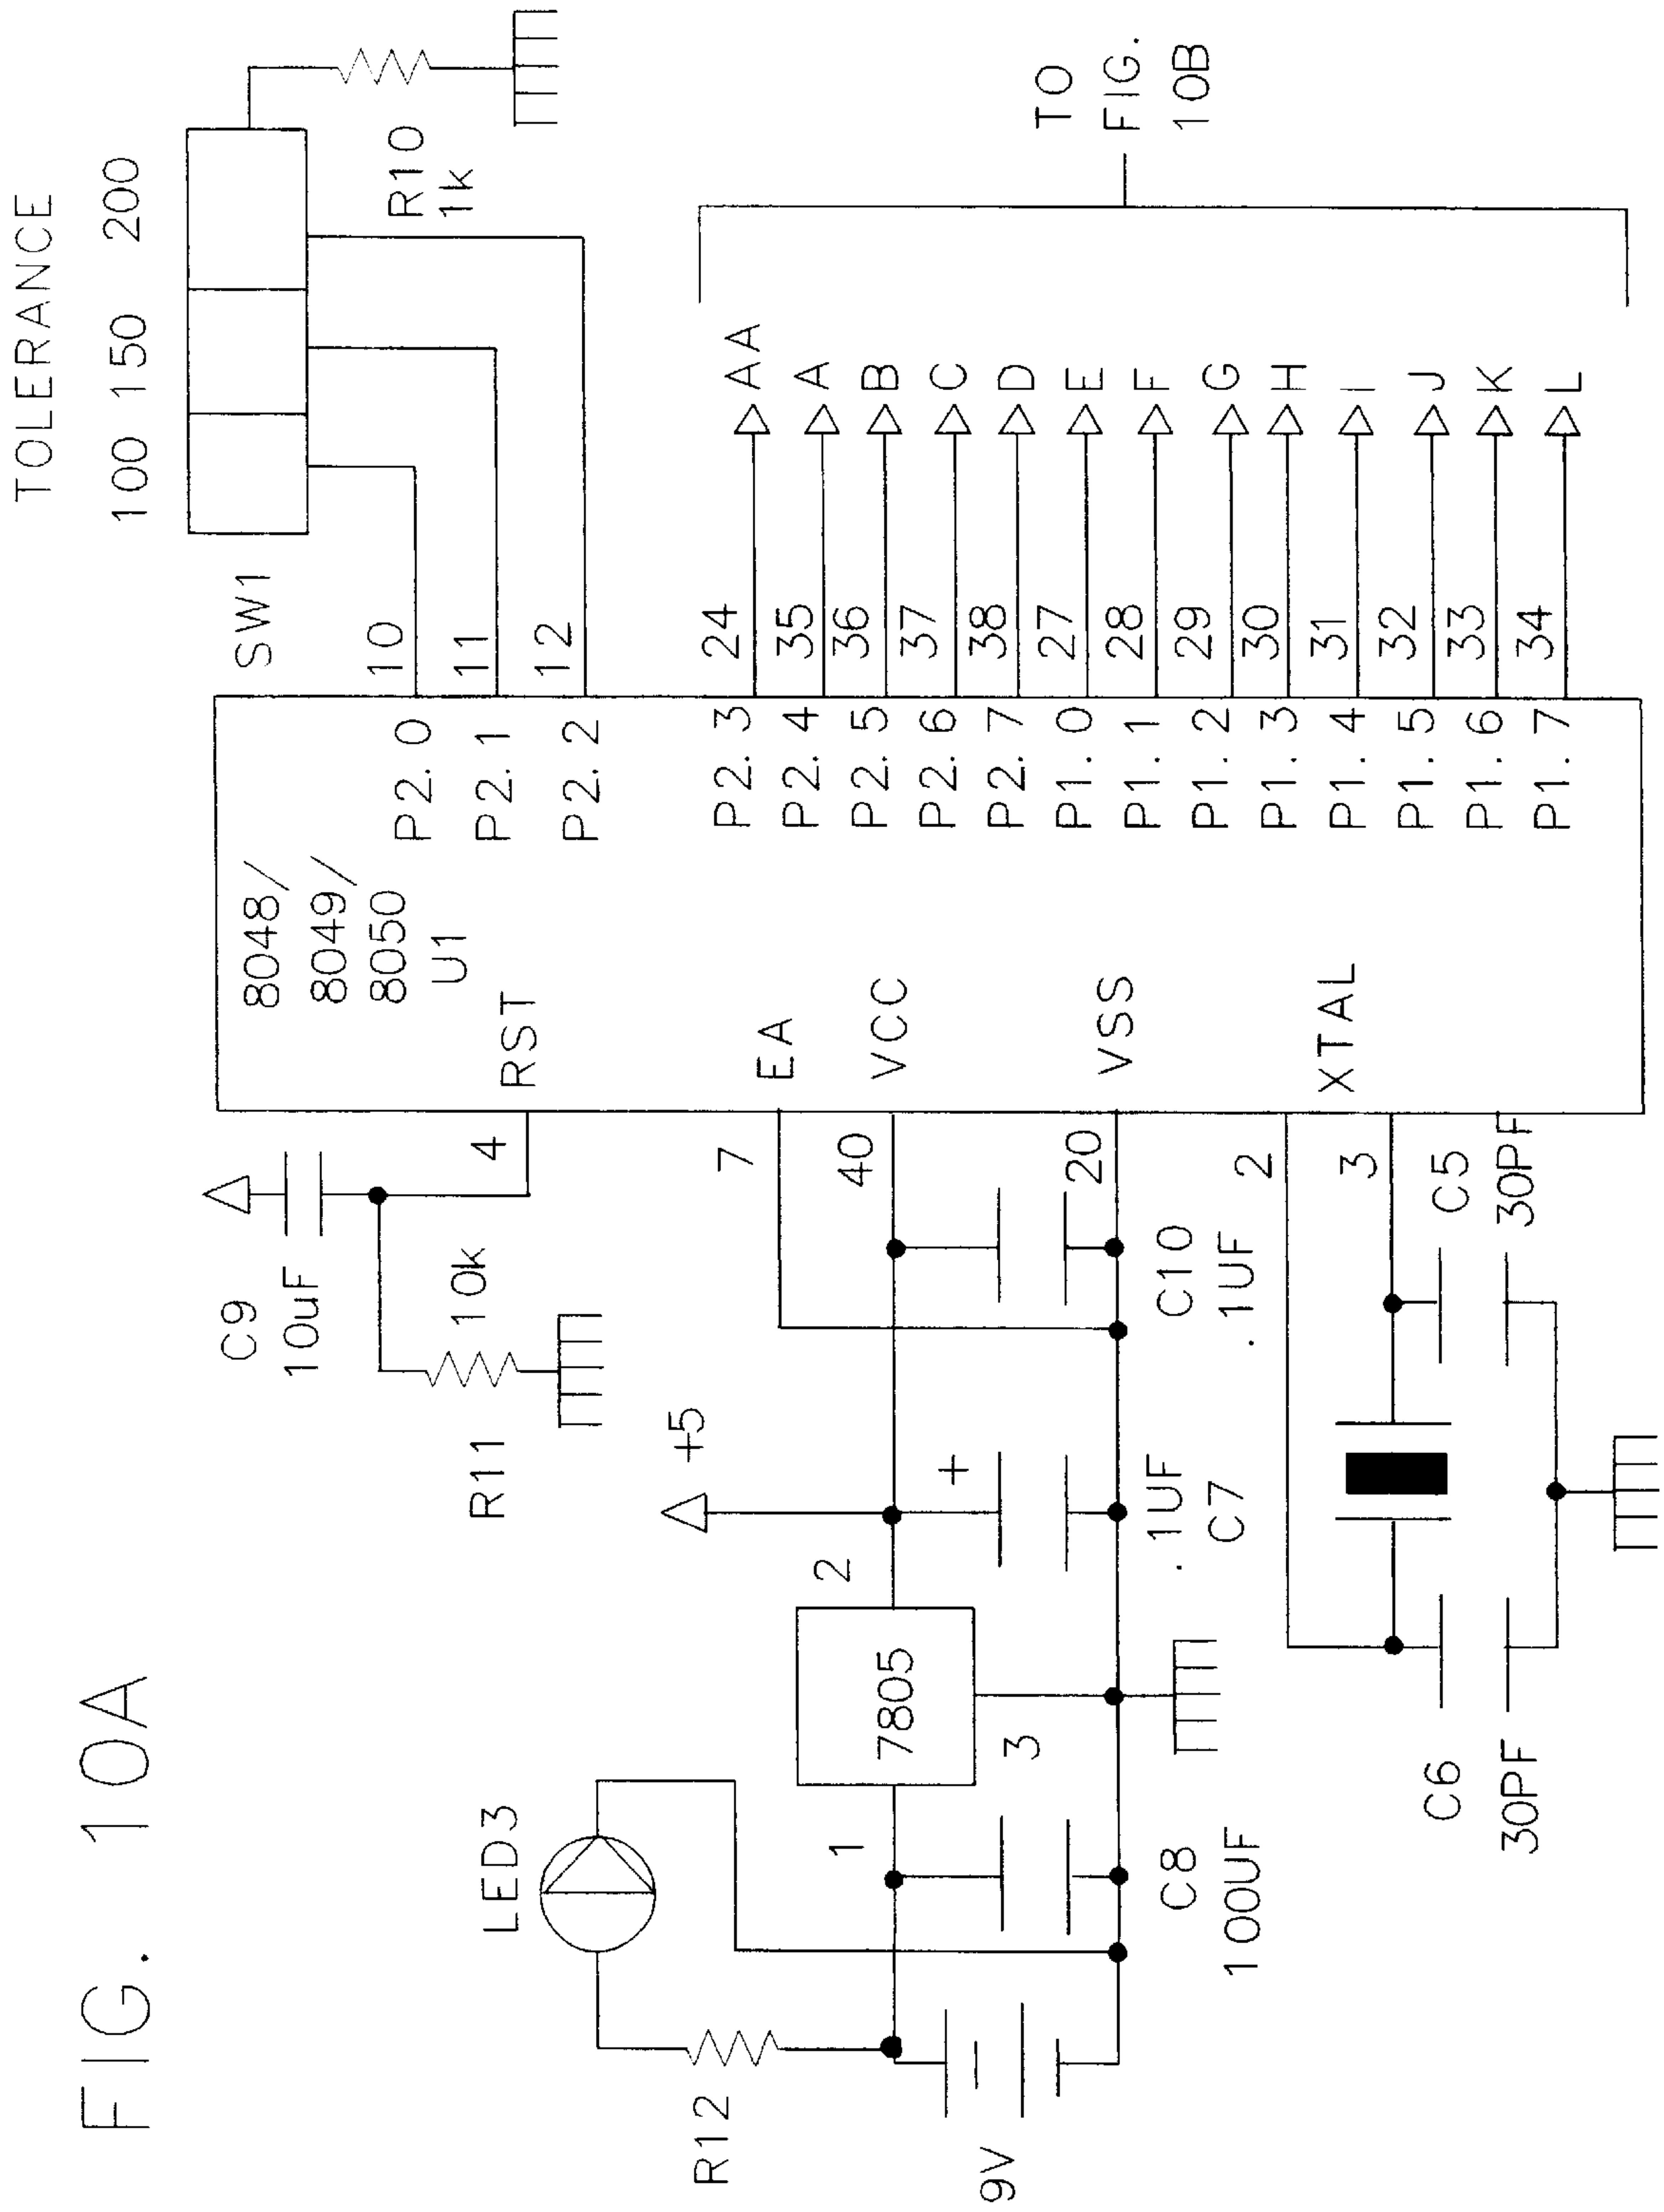 FIG. 10A
TOLERANCE
100 150 200
SW1
R10
1k
8048/
8049/
8050
U1
C9
10uF
R11
10k
4
RST
10
P2.0
11
P2.1
12
P2.2
LED3
R12
9V
1
7805
2
3
+5
+
C8
100UF
.1UF
C7
C10
.1UF
7
EA
40
VCC
20
VSS
2
3
XTAL
C5
30PF
C6
30PF
P2.3 24 AA
P2.4 35 A
P2.5 36 B
P2.6 37 C
P2.7 38 D
P1.0 27 E
P1.1 28 F
P1.2 29 G
P1.3 30 H
P1.4 31 I
P1.5 32 J
P1.6 33 K
P1.7 34 L
TO
FIG.
10B